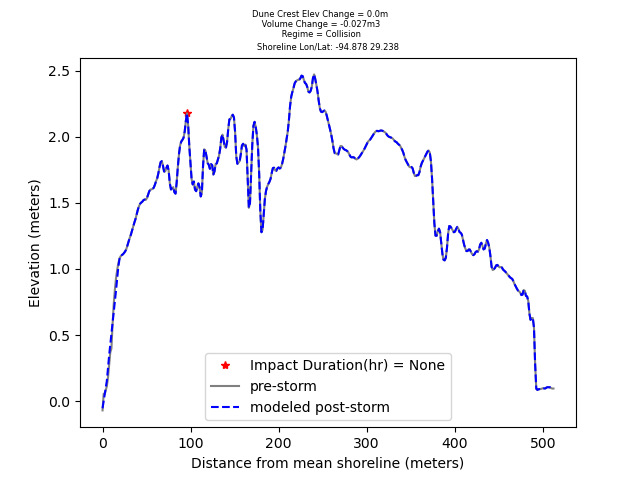 Dune Crest Elev Change = 0.0m
Volume Change = -0.027m3
Regime = Collision
Shoreline Lon/Lat: -94.878 29.238
2.5
2.0
1.5
1.0
0.5
0.0
Elevation (meters)
Impact Duration(hr) = None
pre-storm
modeled post-storm
0 100 200 300 400 500
Distance from mean shoreline (meters)